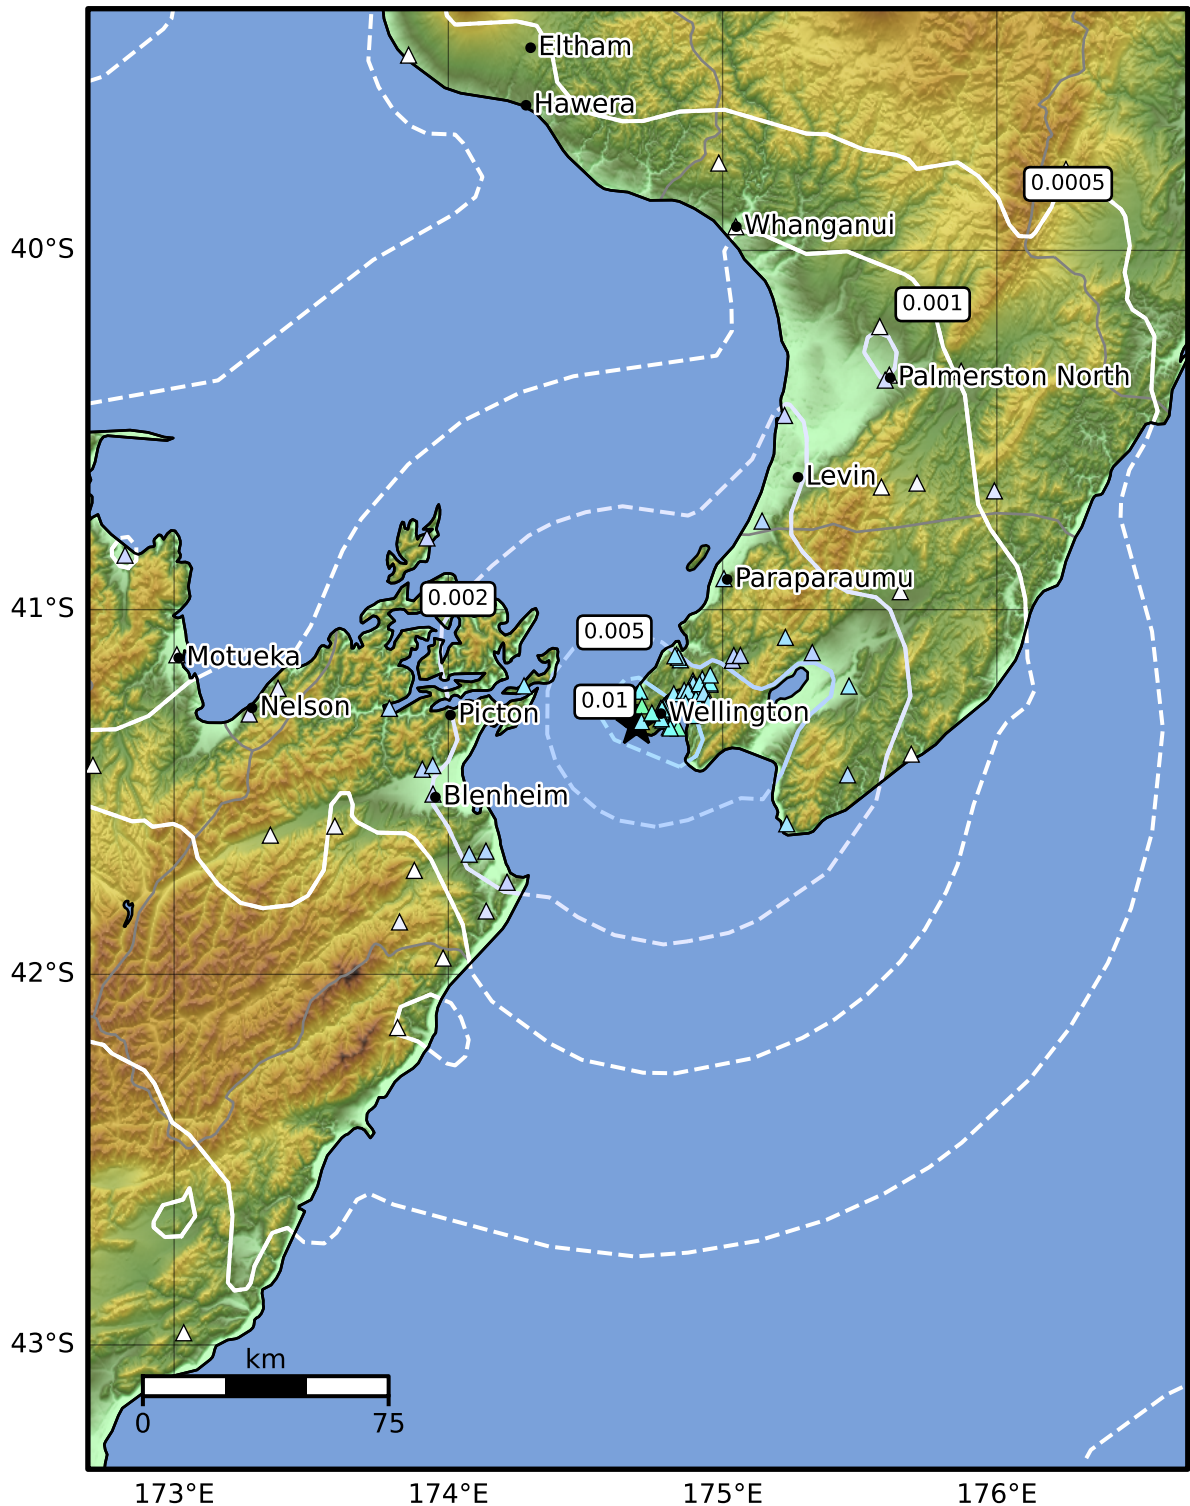 Eltham
Hawera
0.0005
Whanganui
40°S
0.001
Palmerston North
Levin
Paraparaumu
0.002
41°S
0.005
Motueka
0.01
Nelson
Picton
Wellington
Blenheim
42°S
43°S
km
0
75
173°E
174°E
175°E
176°E